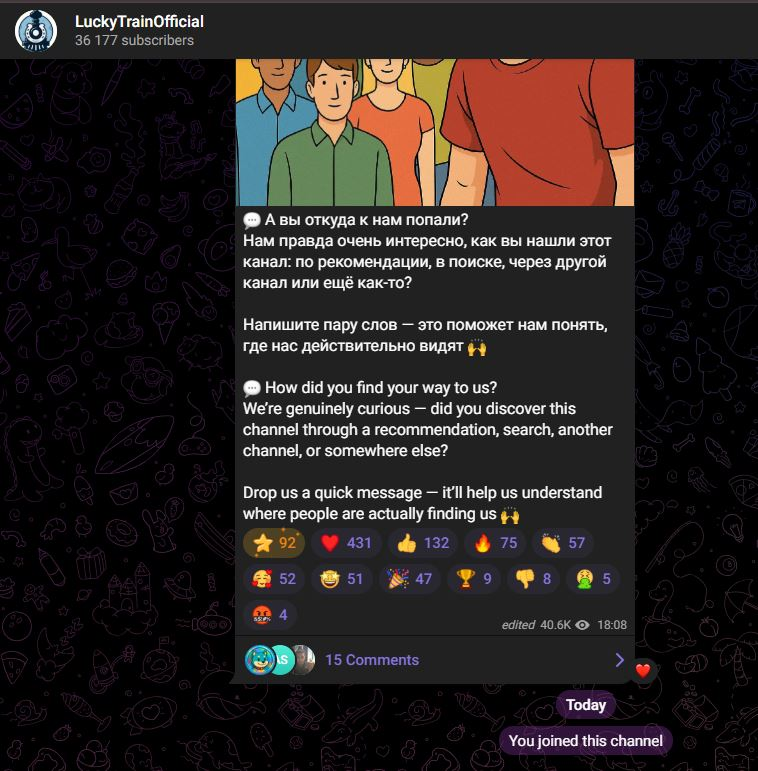 LuckyTrainOfficial
36 177 subscribers
💬 А вы откуда к нам попали?
Нам правда очень интересно, как вы нашли этот
канал: по рекомендации, в поиске, через другой
канал или ещё как-то?
Напишите пару слов — это поможет нам понять,
где нас действительно видят 🙌
💬 How did you find your way to us?
We’re genuinely curious — did you discover this
channel through a recommendation, search, another
channel, or somewhere else?
Drop us a quick message — it’ll help us understand
where people are actually finding us 🙌
⭐ 92 ❤️ 431 👍 132 🔥 75 👏 57
🥰 52 🤩 51 🎉 47 🏆 9 👎 8 🤮 5
🤬 4
edited 40.6K 18:08
AS 15 Comments
Today
You joined this channel